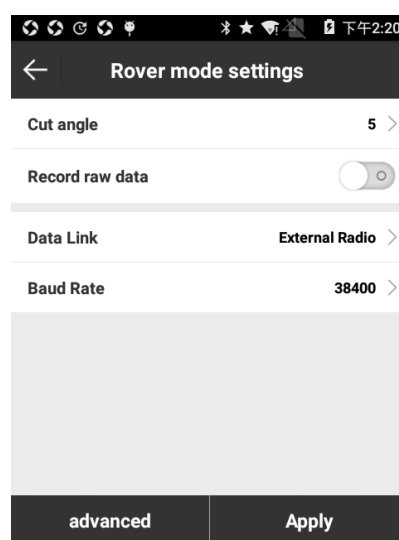 下午2:20
Rover mode settings
Cut angle 5
Record raw data
Data Link External Radio
Baud Rate 38400
advanced Apply